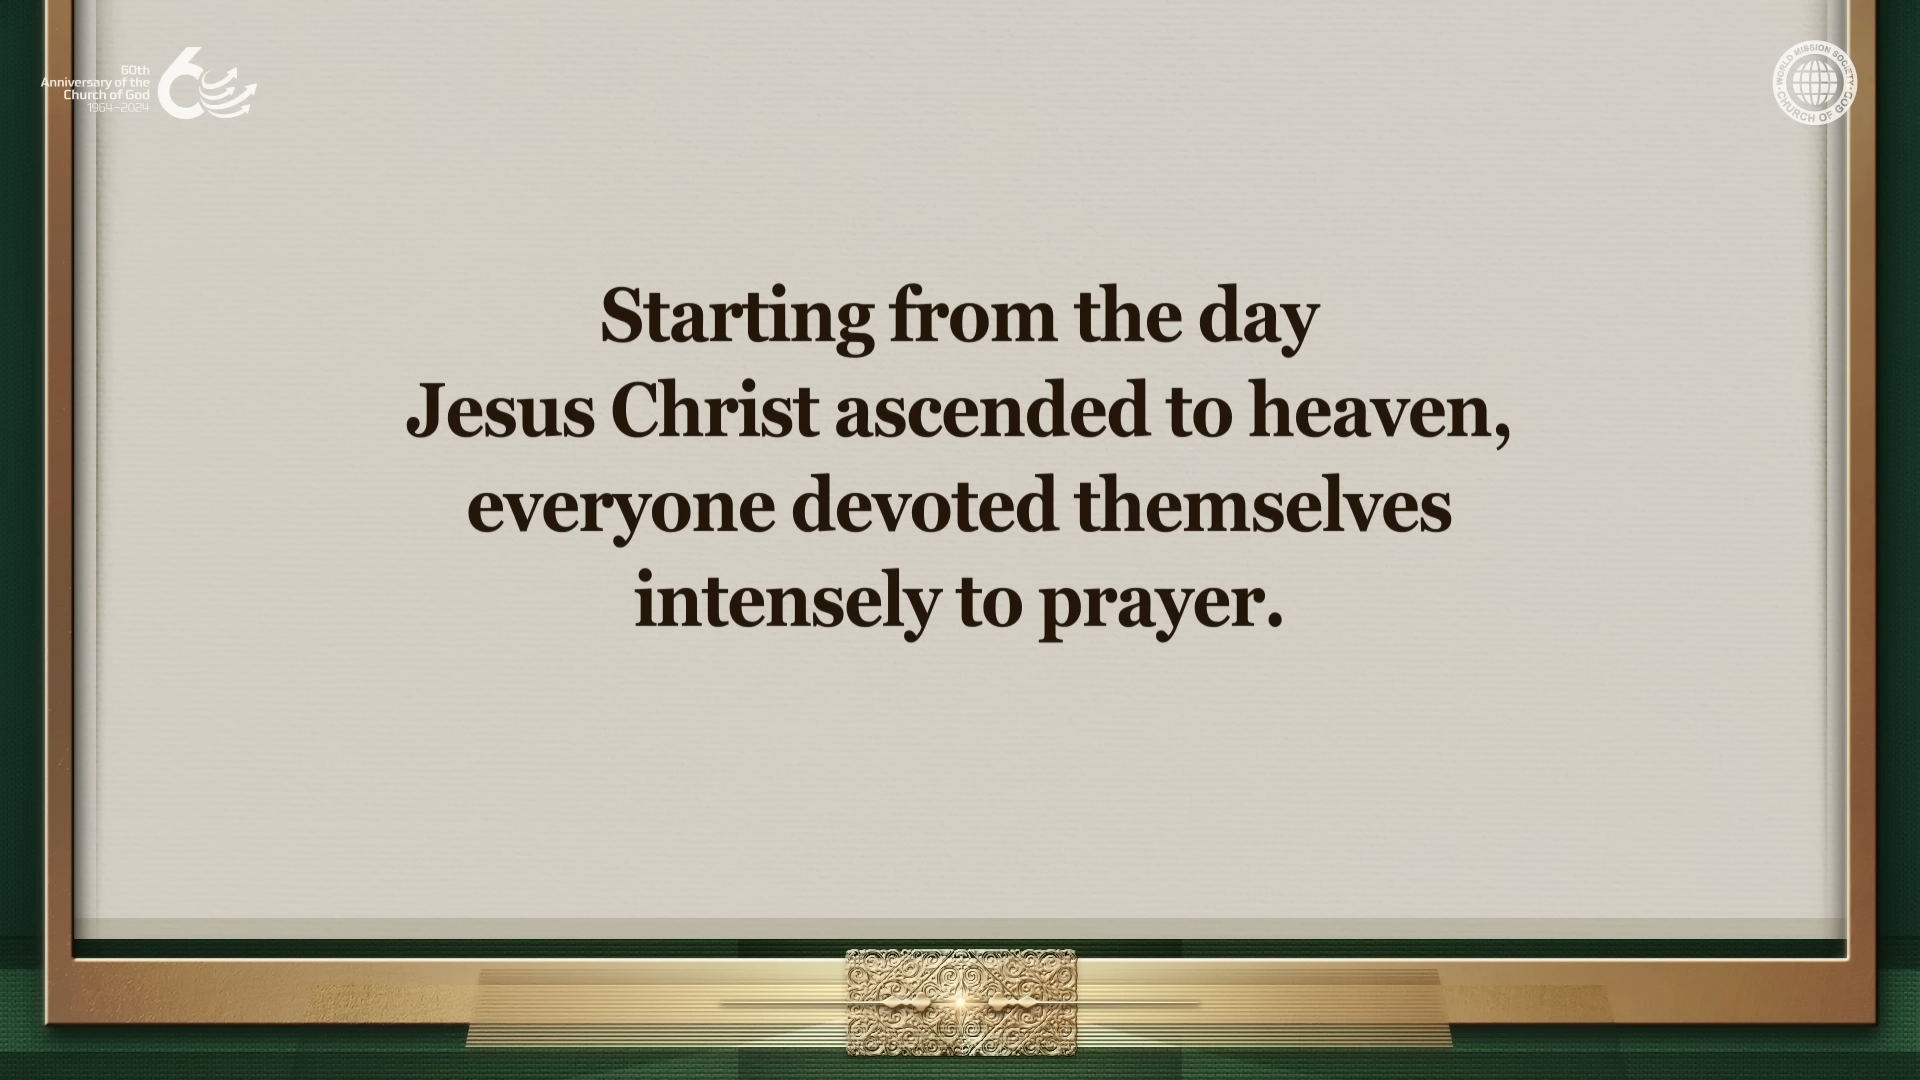 60th
Anniversary of the
Church of God
1964–2024
WORLD MISSION SOCIETY
CHURCH OF GOD
Starting from the day
Jesus Christ ascended to heaven,
everyone devoted themselves
intensely to prayer.